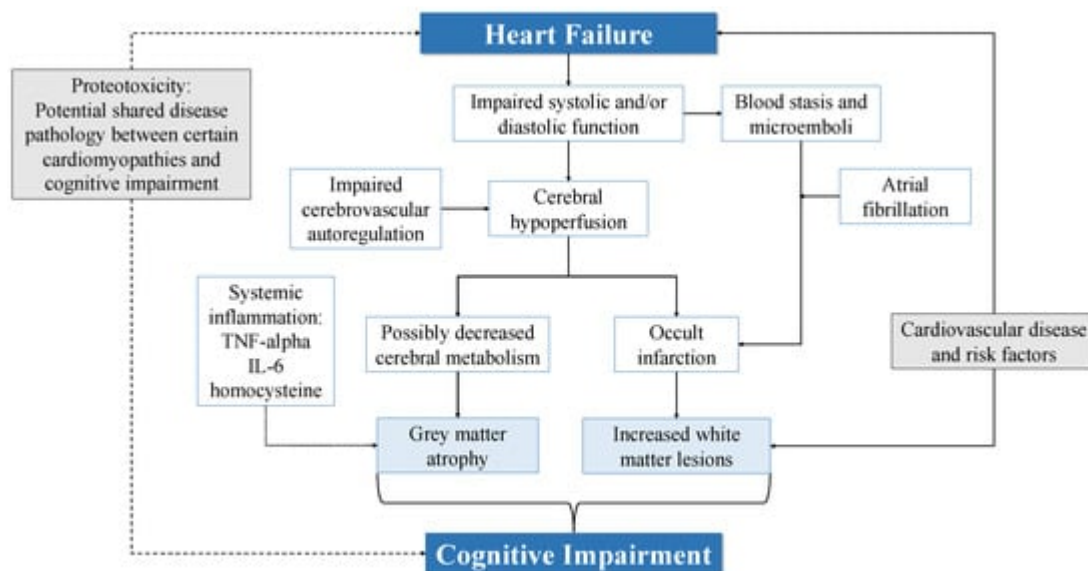 Heart Failure
Proteotoxicity:
Potential shared disease
pathology between certain
cardiomyopathies and
cognitive impairment
Impaired systolic and/or
diastolic function
Blood stasis and
microemboli
Impaired
cerebrovascular
autoregulation
Cerebral
hypoperfusion
Atrial
fibrillation
Systemic
inflammation:
TNF-alpha
IL-6
homocysteine
Possibly decreased
cerebral metabolism
Occult
infarction
Cardiovascular disease
and risk factors
Grey matter
atrophy
Increased white
matter lesions
Cognitive Impairment